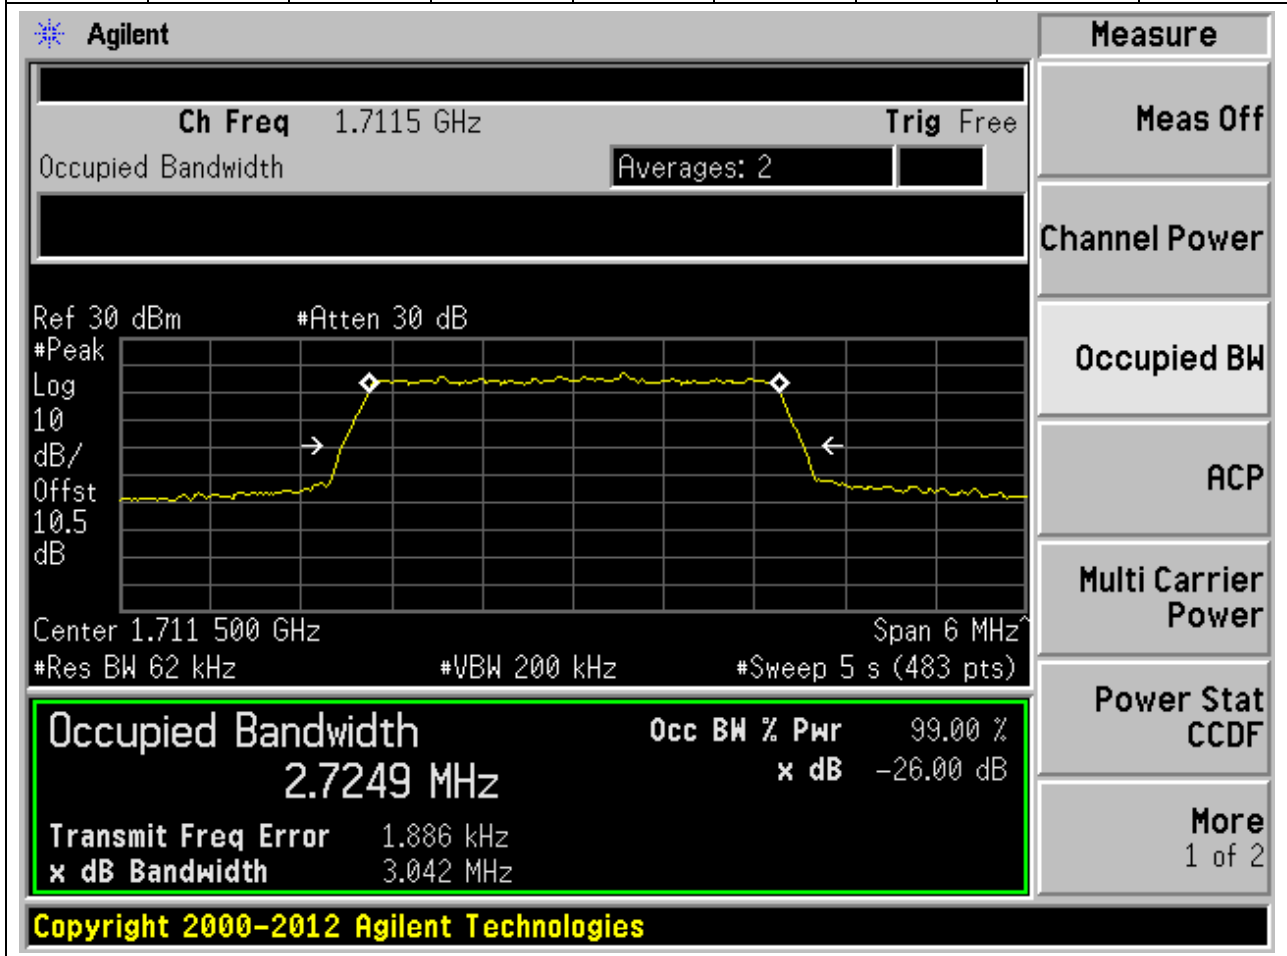 Agilent
Measure
Ch Freq 1.7115 GHz Trig Free
Occupied Bandwidth Averages: 2
Ref 30 dBm #Atten 30 dB
#Peak
Log
10
dB/
Offst
10.5
dB
Center 1.711 500 GHz Span 6 MHz^
#Res BW 62 kHz #VBW 200 kHz #Sweep 5 s (483 pts)
Occupied Bandwidth Occ BW % Pwr 99.00 %
2.7249 MHz x dB -26.00 dB
Transmit Freq Error 1.886 kHz
x dB Bandwidth 3.042 MHz
Meas Off
Channel Power
Occupied BW
ACP
Multi Carrier
Power
Power Stat
CCDF
More
1 of 2
Copyright 2000-2012 Agilent Technologies